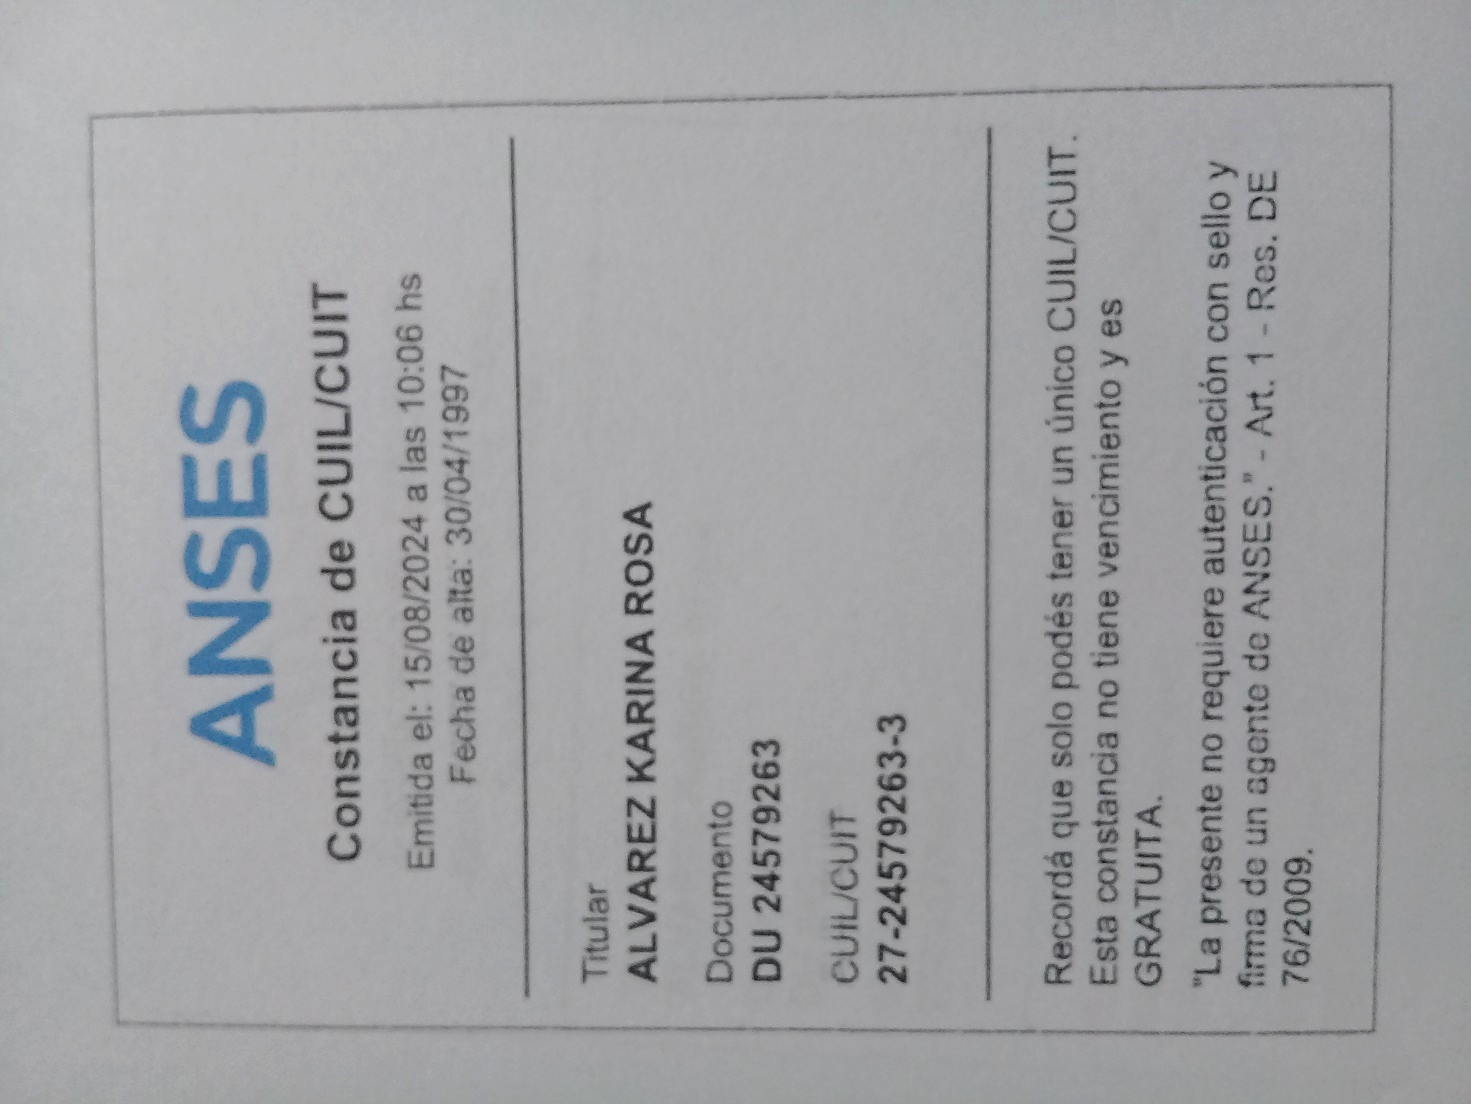 ANSES
Constancia de CUIL/CUIT
Emitida el: 15/08/2024 a las 10:06 hs
Fecha de alta: 30/04/1997
Titular
ALVAREZ KARINA ROSA
Documento
DU 24579263
CUIL/CUIT
27-24579263-3
Recordá que solo podés tener un único CUIL/CUIT.
Esta constancia no tiene vencimiento y es
GRATUITA.
"La presente no requiere autenticación con sello y
firma de un agente de ANSES." - Art. 1 - Res. DE
76/2009.